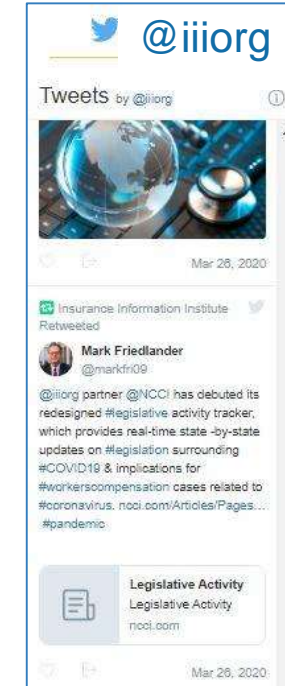 @iiiorg
Tweets by @iiiorg
Mar 26, 2020
Insurance Information Institute
Retweeted
Mark Friedlander
@markfri09
@iiiorg partner @NCCI has debuted its
redesigned #legislative activity tracker,
which provides real-time state -by-state
updates on #legislation surrounding
#COVID19 & implications for
#workerscompensation cases related to
#coronavirus. ncci.com/Articles/Pages…
#pandemic
Legislative Activity
Legislative Activity
ncci.com
Mar 26, 2020